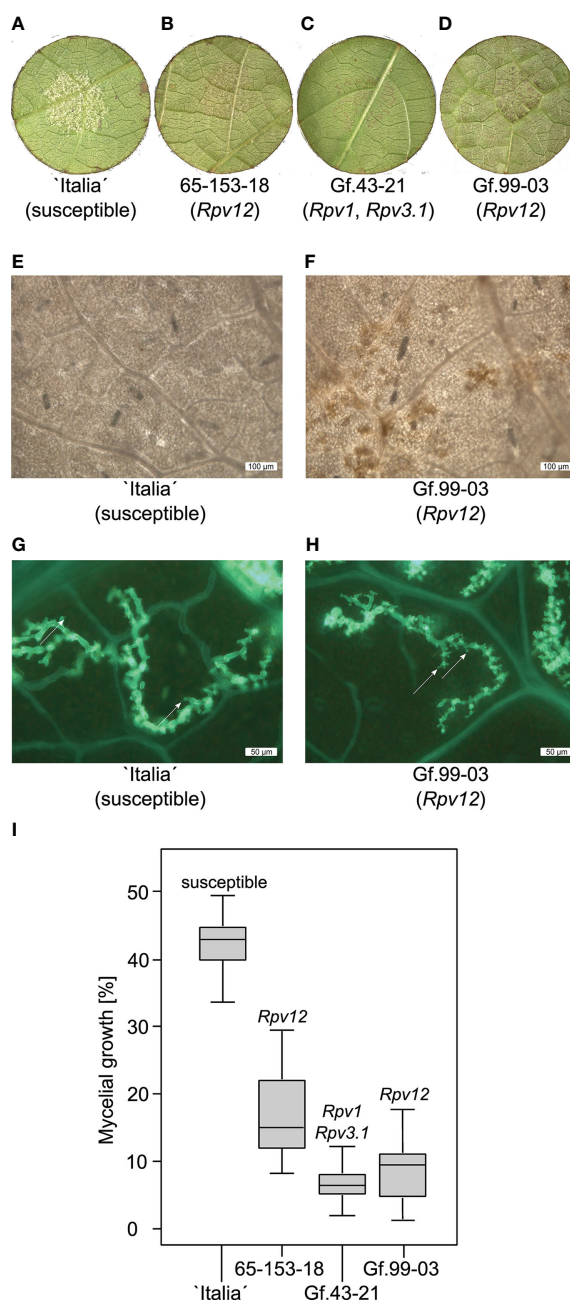 A B C D
`Italia´ 65-153-18 Gf.43-21 Gf.99-03
(susceptible) (Rpv12) (Rpv1, Rpv3.1) (Rpv12)
E F
100 µm 100 µm
`Italia´ Gf.99-03
(susceptible) (Rpv12)
G H
50 µm 50 µm
`Italia´ Gf.99-03
(susceptible) (Rpv12)
I
susceptible
Rpv12
Rpv1
Rpv3.1
Rpv12
Mycelial growth [%]
50
40
30
20
10
0
65-153-18 Gf.99-03
`Italia´ Gf.43-21